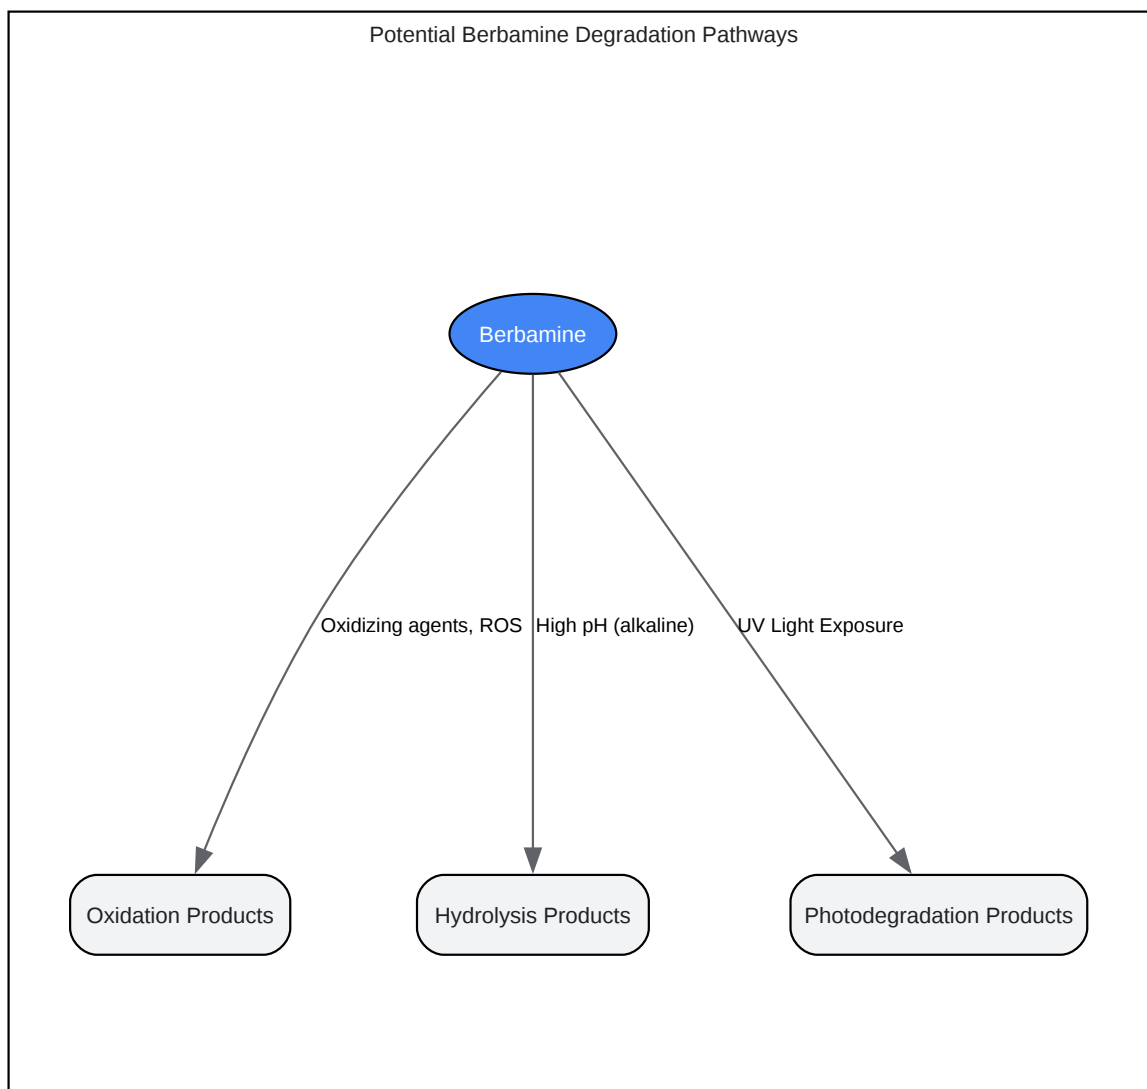 Potential Berbamine Degradation Pathways
Berbamine
Oxidizing agents, ROS
High pH (alkaline)
UV Light Exposure
Oxidation Products
Hydrolysis Products
Photodegradation Products